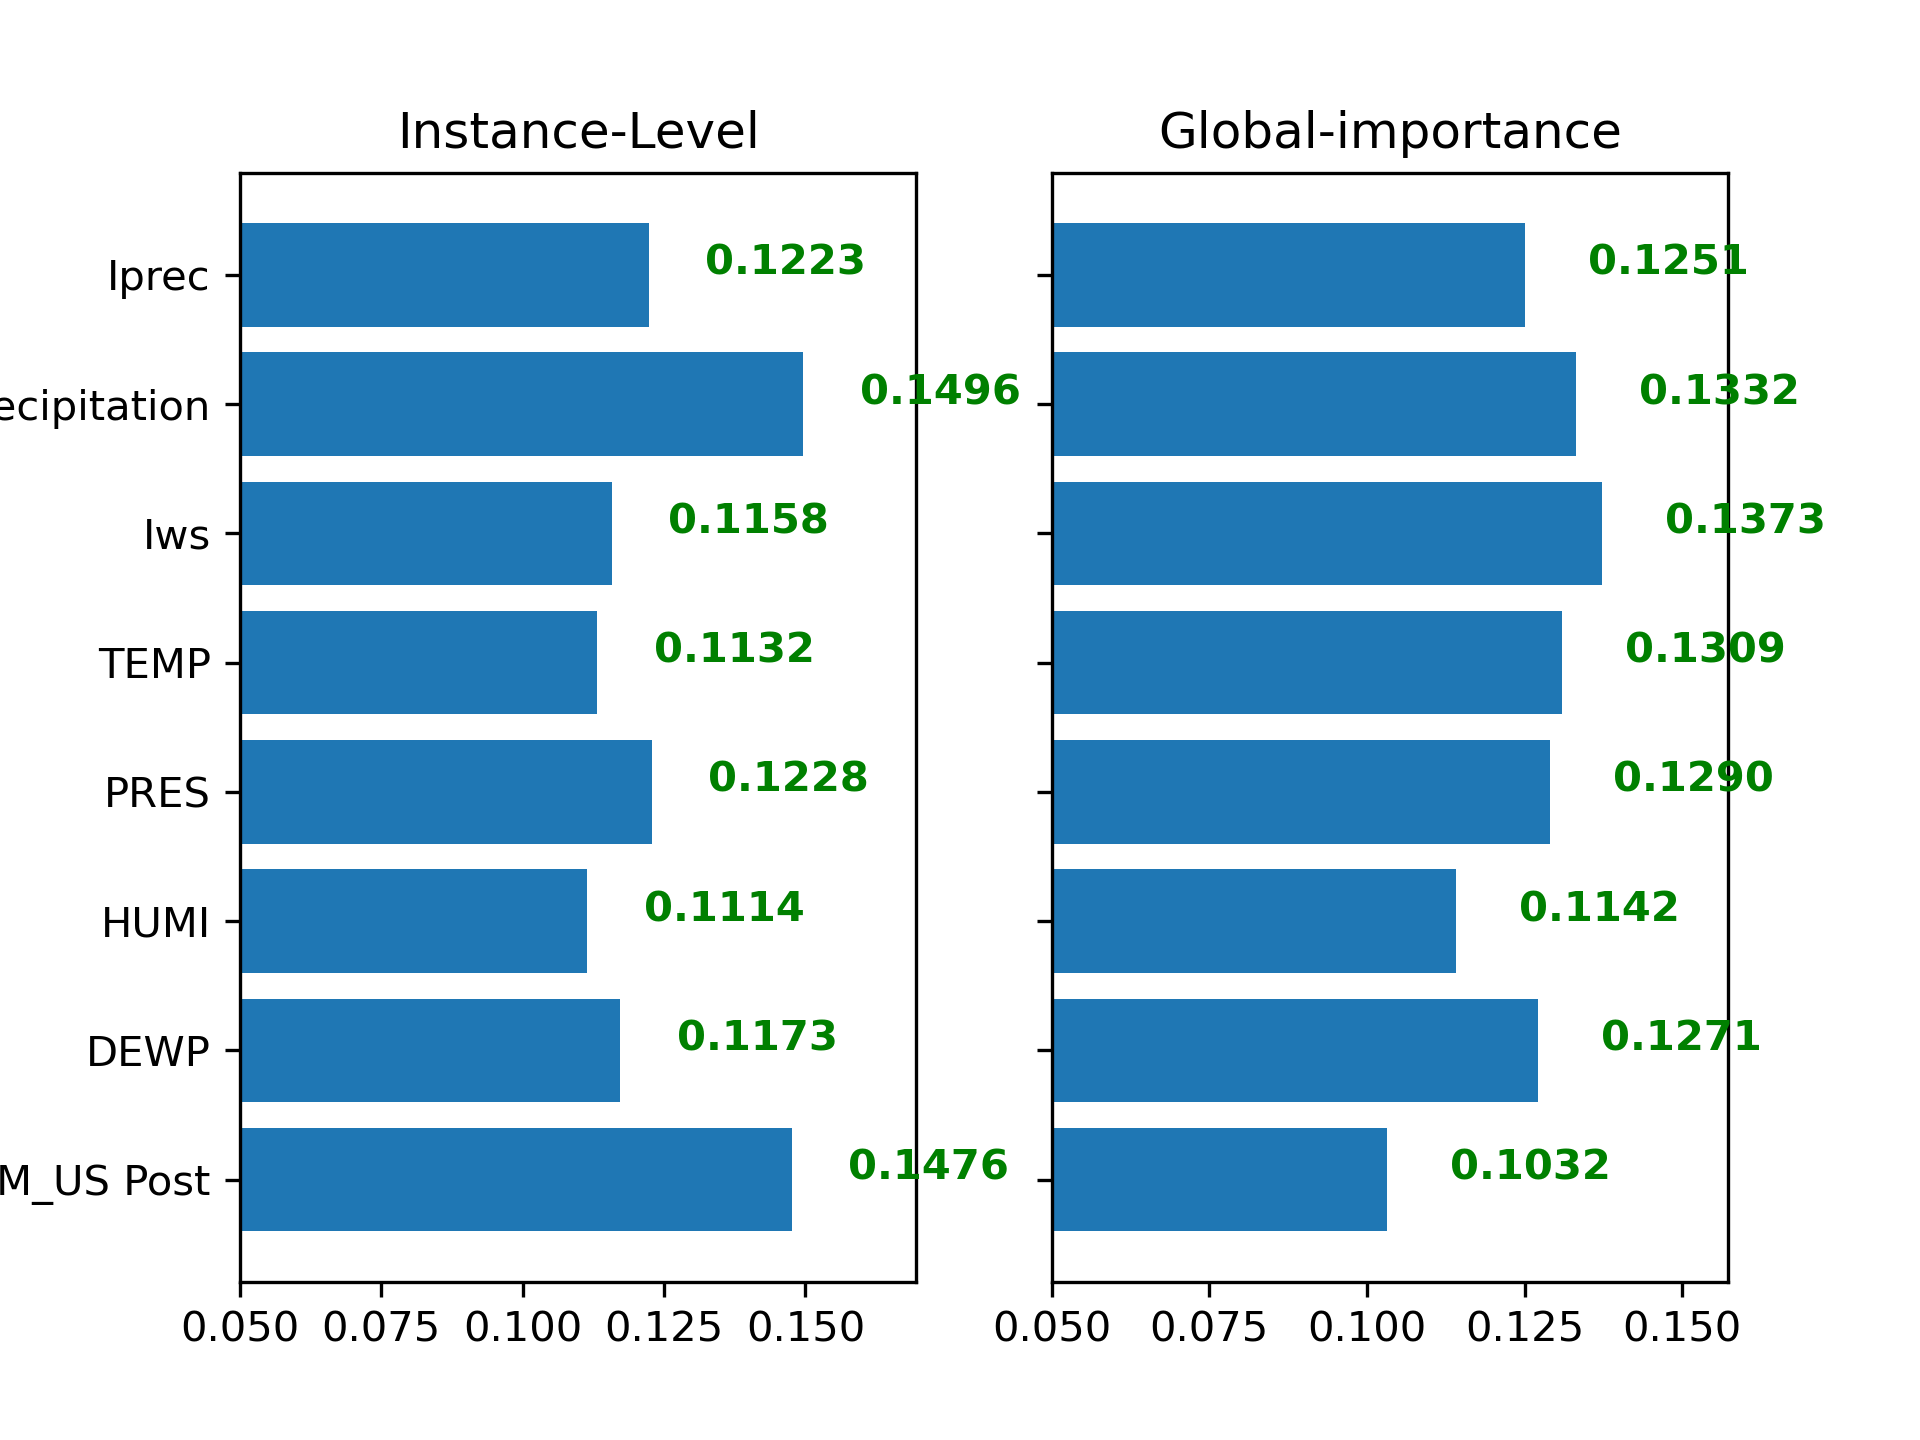 Instance-Level Global-importance
Iprec 0.1223 0.1251
ecipitation 0.1496 0.1332
Iws 0.1158 0.1373
TEMP 0.1132 0.1309
PRES 0.1228 0.1290
HUMI 0.1114 0.1142
DEWP 0.1173 0.1271
M_US Post 0.1476 0.1032
0.050 0.075 0.100 0.125 0.150 0.050 0.075 0.100 0.125 0.150